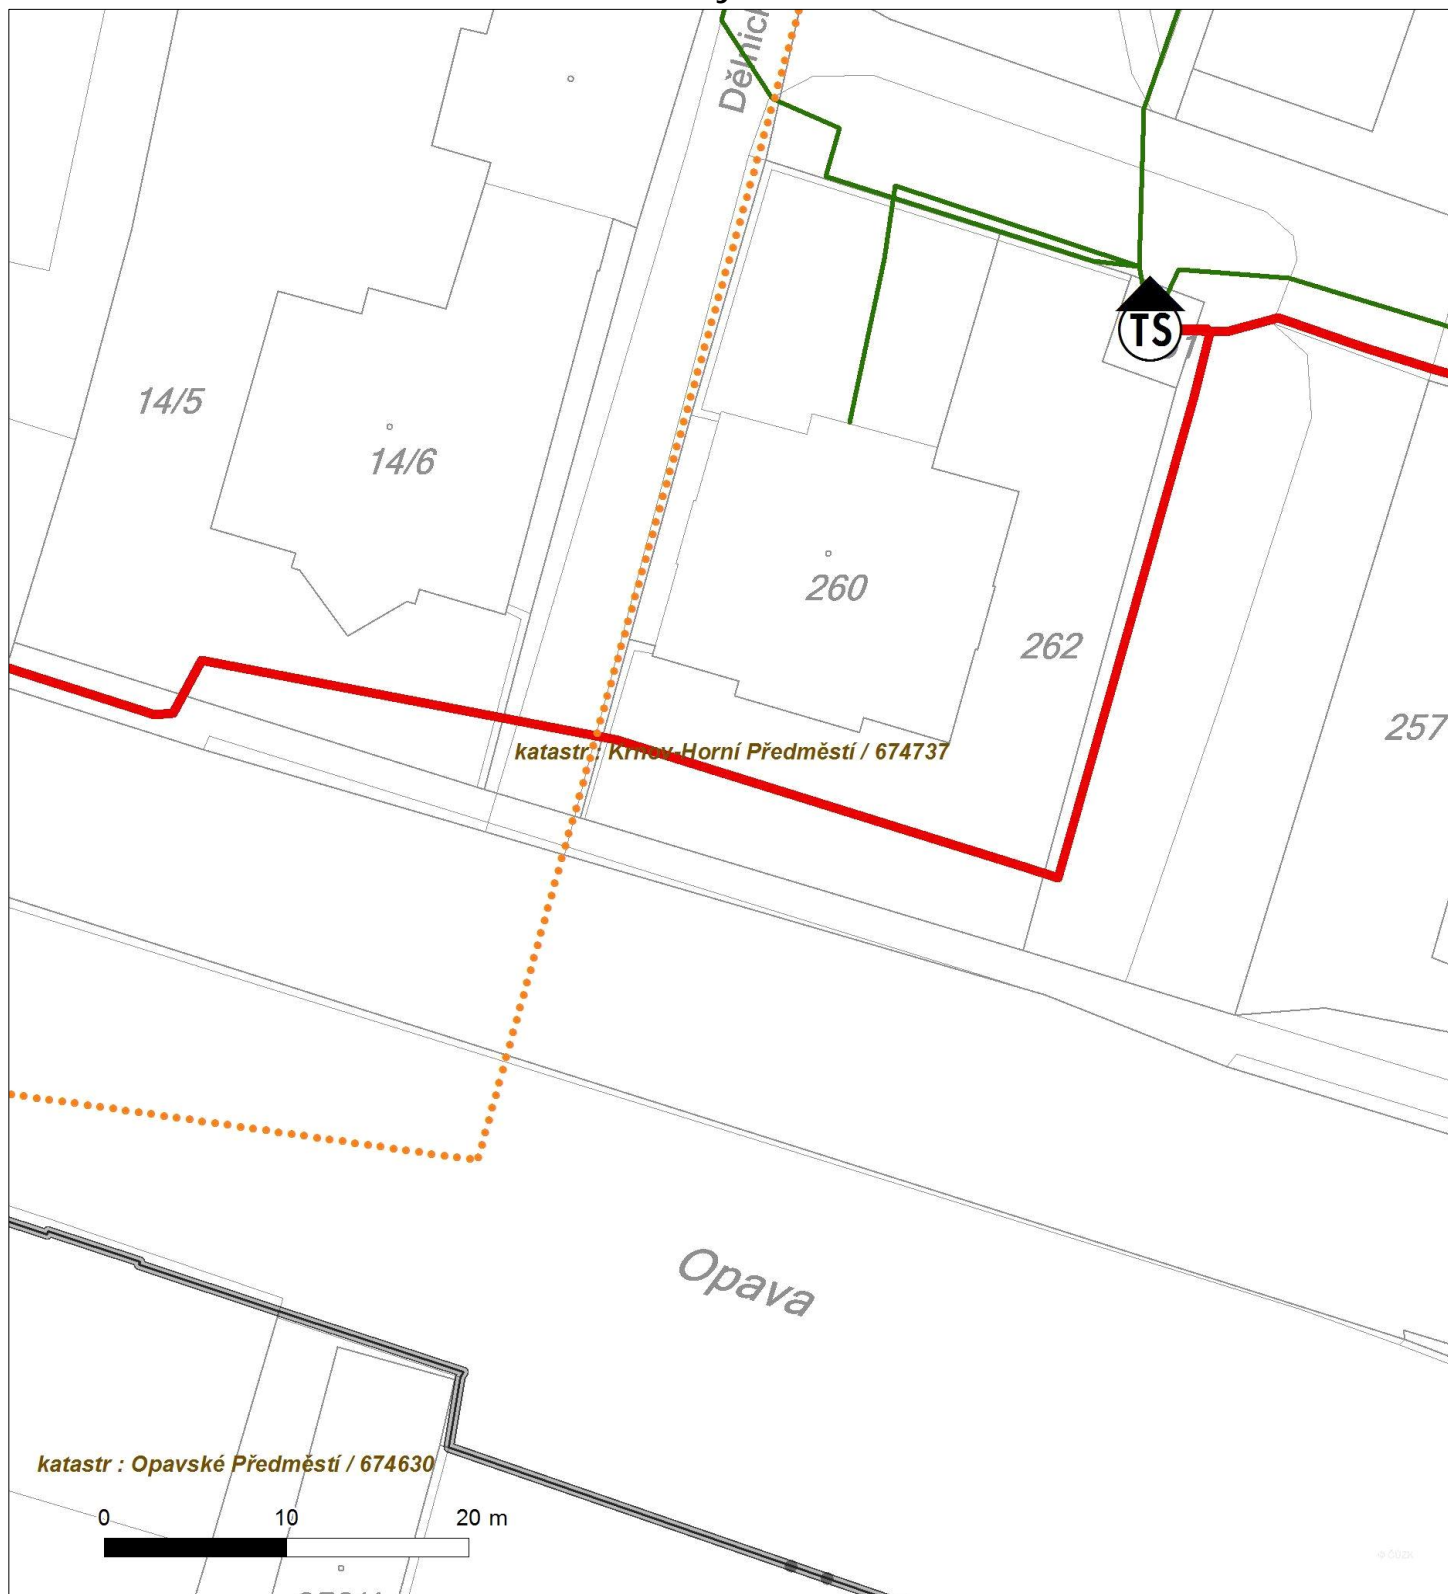 TS
14/5
14/6
260
262
257
katastr : Krnov-Horní Předměstí / 674737
Opava
katastr : Opavské Předměstí / 674630
0 10 20 m